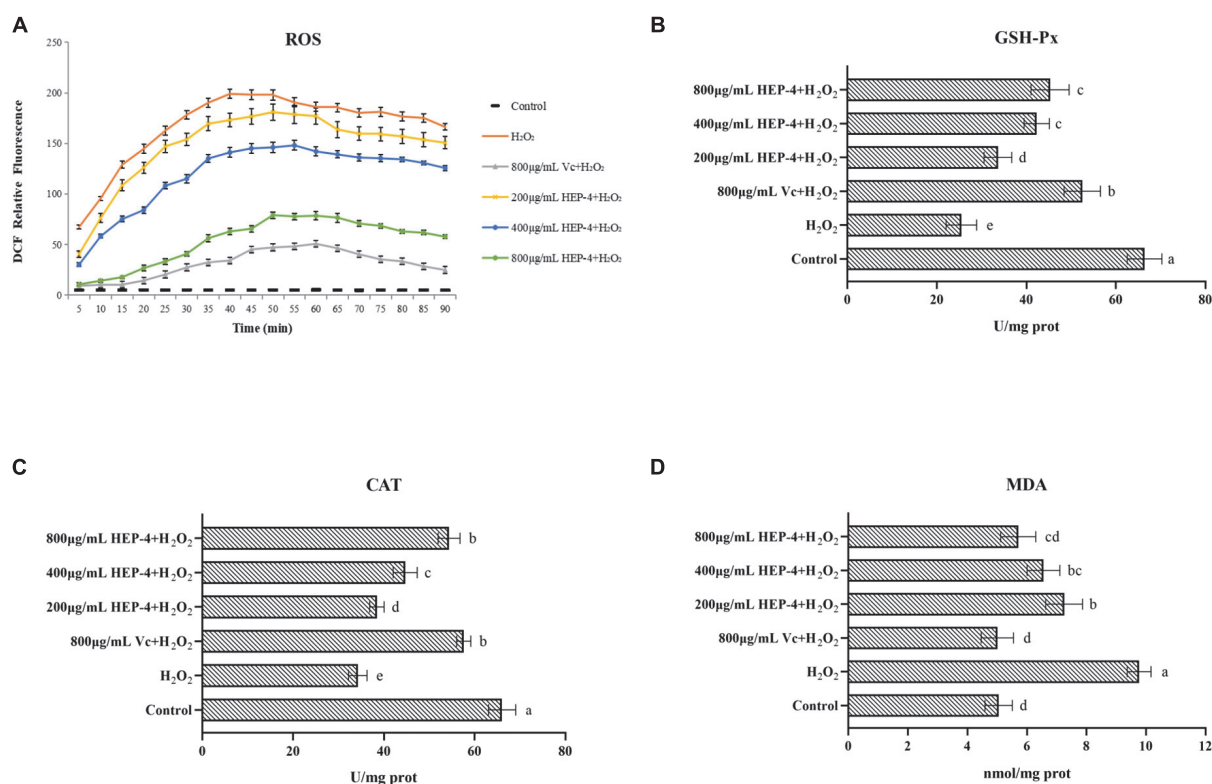 A
ROS
250
200
150
100
50
0
DCF Relative Fluorescence
5 10 15 20 25 30 35 40 45 50 55 60 65 70 75 80 85 90
Time (min)
Control
H₂O₂
800μg/mL Vc+H₂O₂
200μg/mL HEP-4+H₂O₂
400μg/mL HEP-4+H₂O₂
800μg/mL HEP-4+H₂O₂
B
GSH-Px
800μg/mL HEP-4+H₂O₂ c
400μg/mL HEP-4+H₂O₂ c
200μg/mL HEP-4+H₂O₂ d
800μg/mL Vc+H₂O₂ b
H₂O₂ e
Control a
0 20 40 60 80
U/mg prot
C
CAT
800μg/mL HEP-4+H₂O₂ b
400μg/mL HEP-4+H₂O₂ c
200μg/mL HEP-4+H₂O₂ d
800μg/mL Vc+H₂O₂ b
H₂O₂ e
Control a
0 20 40 60 80
U/mg prot
D
MDA
800μg/mL HEP-4+H₂O₂ cd
400μg/mL HEP-4+H₂O₂ bc
200μg/mL HEP-4+H₂O₂ b
800μg/mL Vc+H₂O₂ d
H₂O₂ a
Control d
0 2 4 6 8 10 12
nmol/mg prot